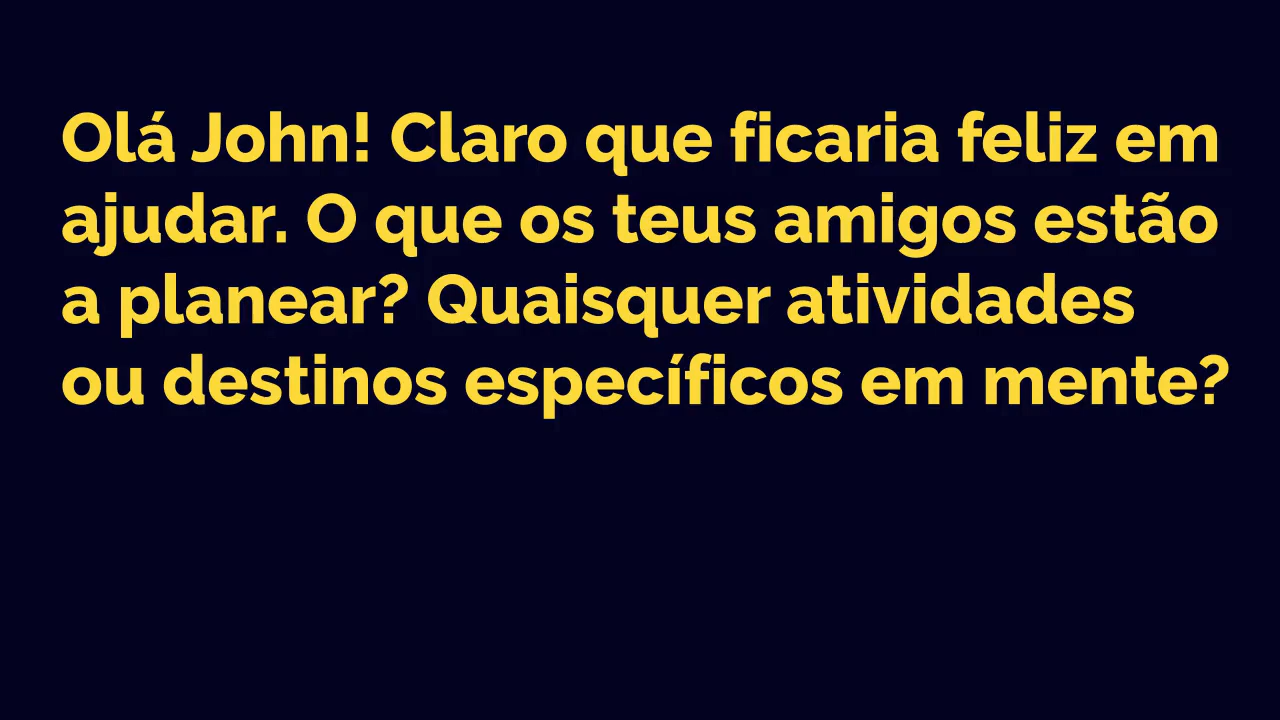 Olá John! Claro que ficaria feliz em
ajudar. O que os teus amigos estão
a planear? Quaisquer atividades
ou destinos específicos em mente?